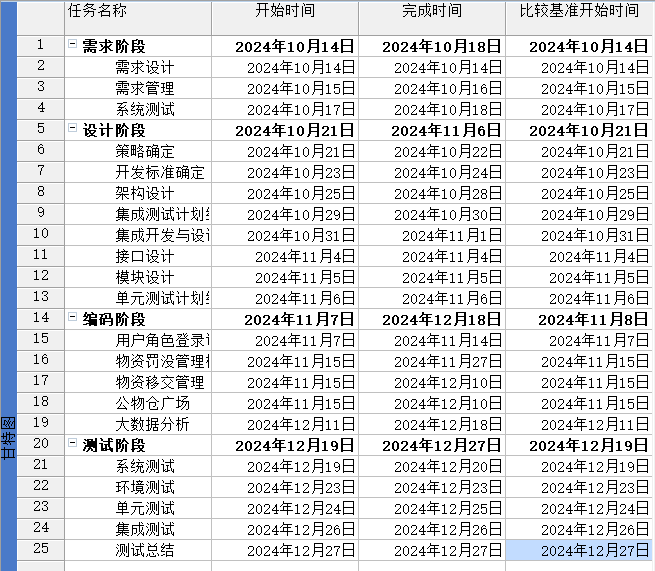 任务名称 开始时间 完成时间 比较基准开始时间
1 需求阶段 2024年10月14日 2024年10月18日 2024年10月14日
2 需求设计 2024年10月14日 2024年10月14日 2024年10月14日
3 需求管理 2024年10月15日 2024年10月16日 2024年10月15日
4 系统测试 2024年10月17日 2024年10月18日 2024年10月17日
5 设计阶段 2024年10月21日 2024年11月6日 2024年10月21日
6 策略确定 2024年10月21日 2024年10月22日 2024年10月21日
7 开发标准确定 2024年10月23日 2024年10月24日 2024年10月23日
8 架构设计 2024年10月25日 2024年10月28日 2024年10月25日
9 集成测试计划 2024年10月29日 2024年10月30日 2024年10月29日
10 集成开发与设 2024年10月31日 2024年11月1日 2024年10月31日
11 接口设计 2024年11月4日 2024年11月4日 2024年11月4日
12 模块设计 2024年11月5日 2024年11月5日 2024年11月5日
13 单元测试计划 2024年11月6日 2024年11月6日 2024年11月6日
14 编码阶段 2024年11月7日 2024年12月18日 2024年11月8日
15 用户角色登录 2024年11月7日 2024年11月14日 2024年11月7日
16 物资罚没管理 2024年11月15日 2024年11月27日 2024年11月15日
17 物资移交管理 2024年11月15日 2024年12月10日 2024年11月15日
18 公物仓广场 2024年11月15日 2024年12月10日 2024年11月15日
19 大数据分析 2024年12月11日 2024年12月18日 2024年12月11日
20 测试阶段 2024年12月19日 2024年12月27日 2024年12月19日
21 系统测试 2024年12月19日 2024年12月20日 2024年12月19日
22 环境测试 2024年12月23日 2024年12月23日 2024年12月23日
23 单元测试 2024年12月24日 2024年12月25日 2024年12月24日
24 集成测试 2024年12月26日 2024年12月26日 2024年12月26日
25 测试总结 2024年12月27日 2024年12月27日 2024年12月27日
甘特图